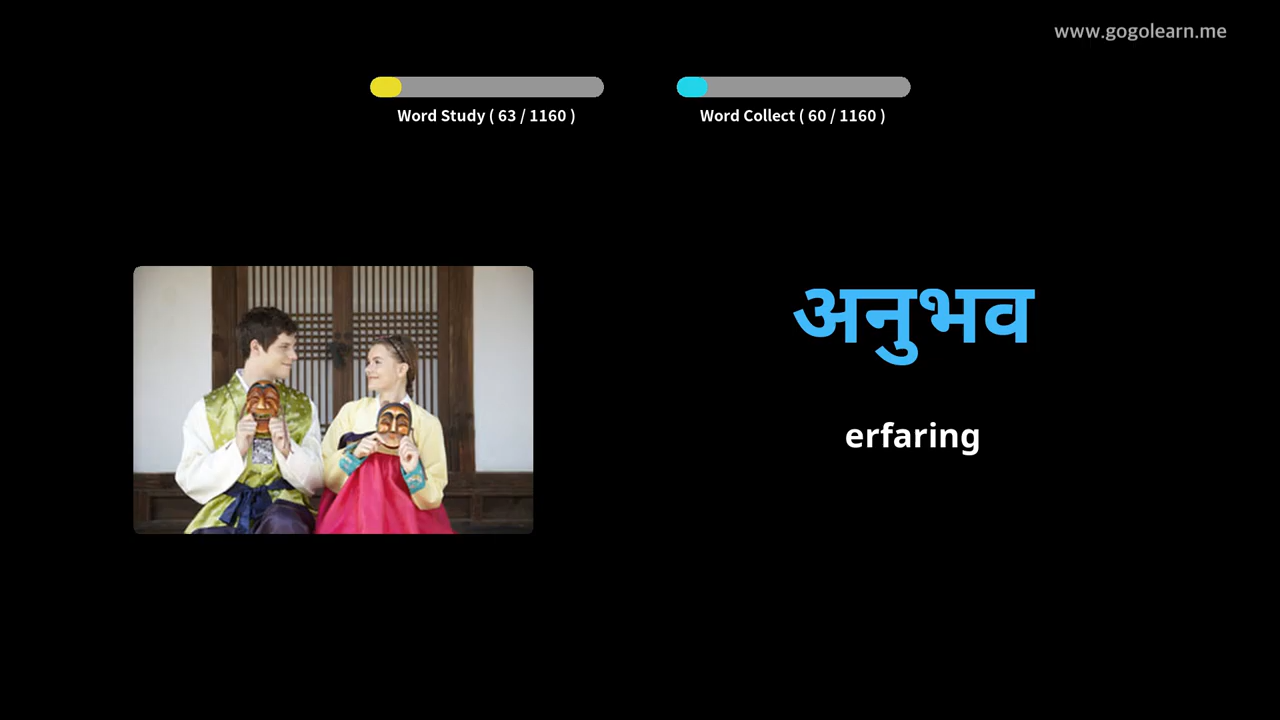 www.gogolearn.me
Word Study ( 63 / 1160 )
Word Collect ( 60 / 1160 )
अनुभव
erfaring